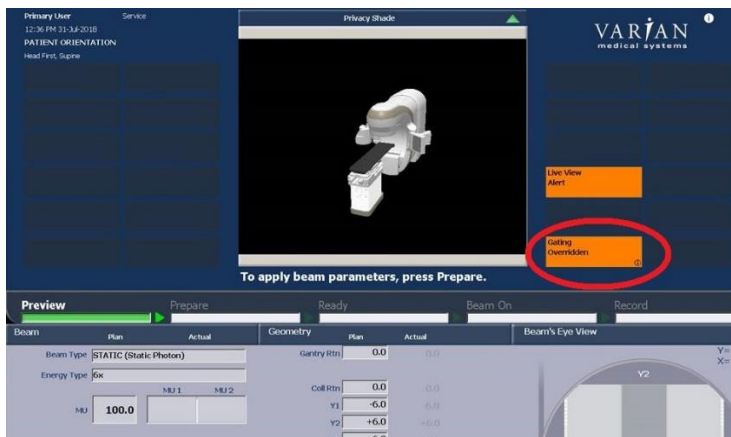 Primary User Service
12:36 PM 31-Jul-2018
PATIENT ORIENTATION
Head First, Supine
Privacy Shade
VARIAN
medical systems
i
Live View
Alert
Gating
Overridden
To apply beam parameters, press Prepare.
Preview Prepare Ready Beam On Record
Beam Plan Actual
Geometry Plan Actual
Beam's Eye View
Beam Type STATIC (Static Photon)
Energy Type 6x
MU 1 MU 2
MU 100.0
Gantry Rtn 0.0 0.0
Coll Rtn 0.0 0.0
Y1 -6.0
Y2 +6.0
Y=
X=
Y2